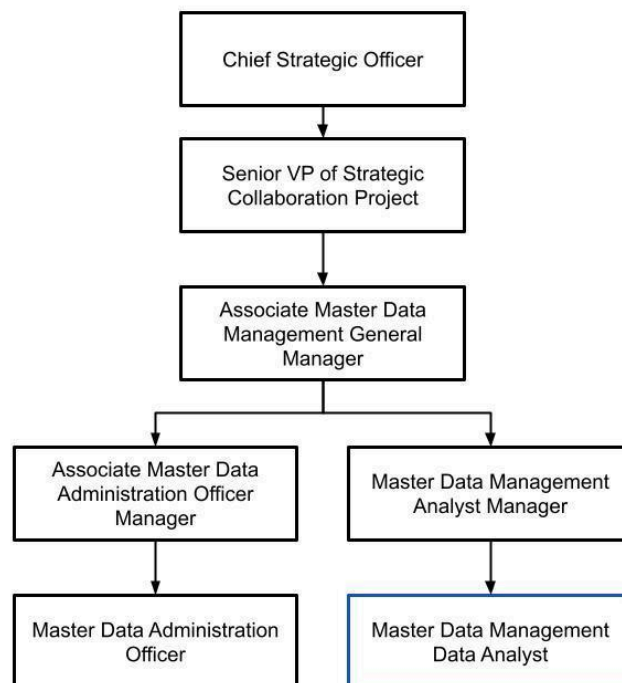 Chief Strategic Officer
Senior VP of Strategic
Collaboration Project
Associate Master Data
Management General
Manager
Associate Master Data
Administration Officer
Manager
Master Data Management
Analyst Manager
Master Data Administration
Officer
Master Data Management
Data Analyst